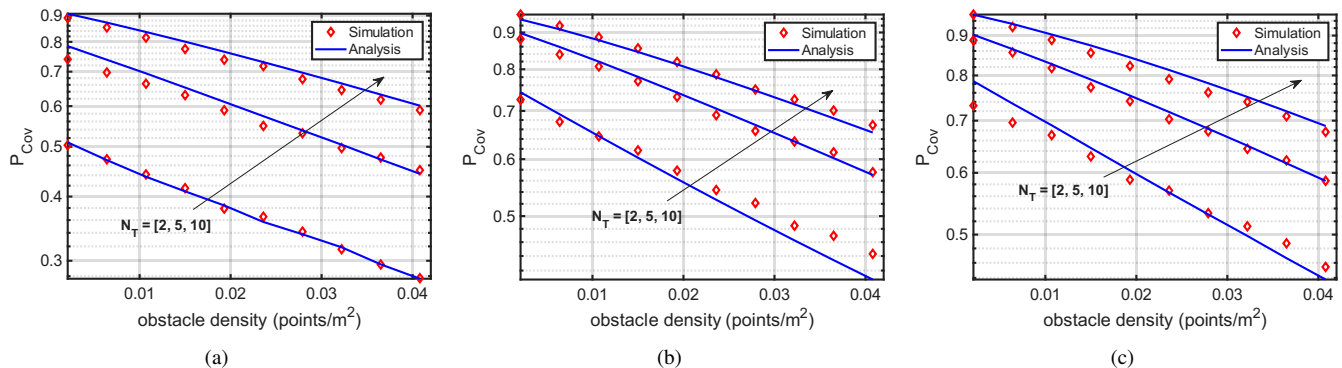 0.9
0.8
0.7
0.6
0.5
0.4
0.3
P_Cov
Simulation
Analysis
N_T = [2, 5, 10]
0.01 0.02 0.03 0.04
obstacle density (points/m^2)
(a)
0.9
0.8
0.7
0.6
0.5
P_Cov
Simulation
Analysis
N_T = [2, 5, 10]
0.01 0.02 0.03 0.04
obstacle density (points/m^2)
(b)
0.9
0.8
0.7
0.6
0.5
P_Cov
Simulation
Analysis
N_T = [2, 5, 10]
0.01 0.02 0.03 0.04
obstacle density (points/m^2)
(c)